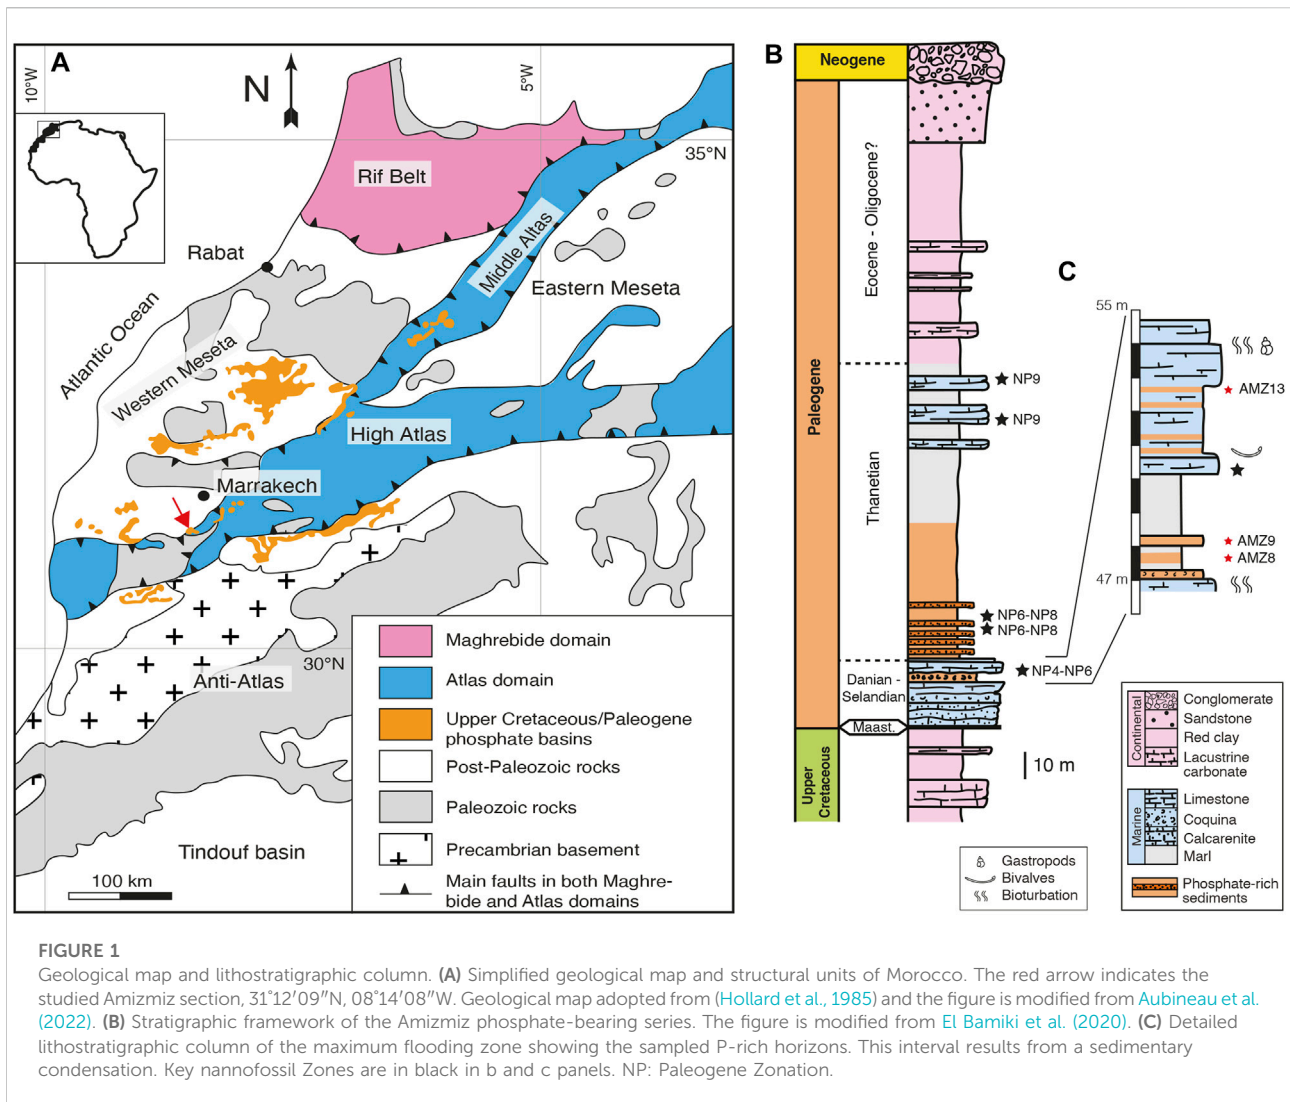 A
10°W
5°W
N
35°N
Rif Belt
Middle Altas
Rabat
Eastern Meseta
Atlantic Ocean
Western Meseta
High Atlas
Marrakech
30°N
Anti-Atlas
Tindouf basin
100 km
Maghrebide domain
Atlas domain
Upper Cretaceous/Paleogene
phosphate basins
Post-Paleozoic rocks
Paleozoic rocks
Precambrian basement
Main faults in both Maghre-
bide and Atlas domains
B
Neogene
Paleogene
Upper
Cretaceous
Eocene - Oligocene?
Thanetian
Danian -
Selandian
Maast.
NP9
NP9
NP6-NP8
NP6-NP8
NP4-NP6
10 m
C
55 m
47 m
AMZ13
AMZ9
AMZ8
Gastropods
Bivalves
Bioturbation
Continental
Conglomerate
Sandstone
Red clay
Lacustrine
carbonate
Marine
Limestone
Coquina
Calcarenite
Marl
Phosphate-rich
sediments
FIGURE 1
Geological map and lithostratigraphic column. (A) Simplified geological map and structural units of Morocco. The red arrow indicates the
studied Amizmiz section, 31°12′09″N, 08°14′08″W. Geological map adopted from (Hollard et al., 1985) and the figure is modified from Aubineau et al.
(2022). (B) Stratigraphic framework of the Amizmiz phosphate-bearing series. The figure is modified from El Bamiki et al. (2020). (C) Detailed
lithostratigraphic column of the maximum flooding zone showing the sampled P-rich horizons. This interval results from a sedimentary
condensation. Key nannofossil Zones are in black in b and c panels. NP: Paleogene Zonation.